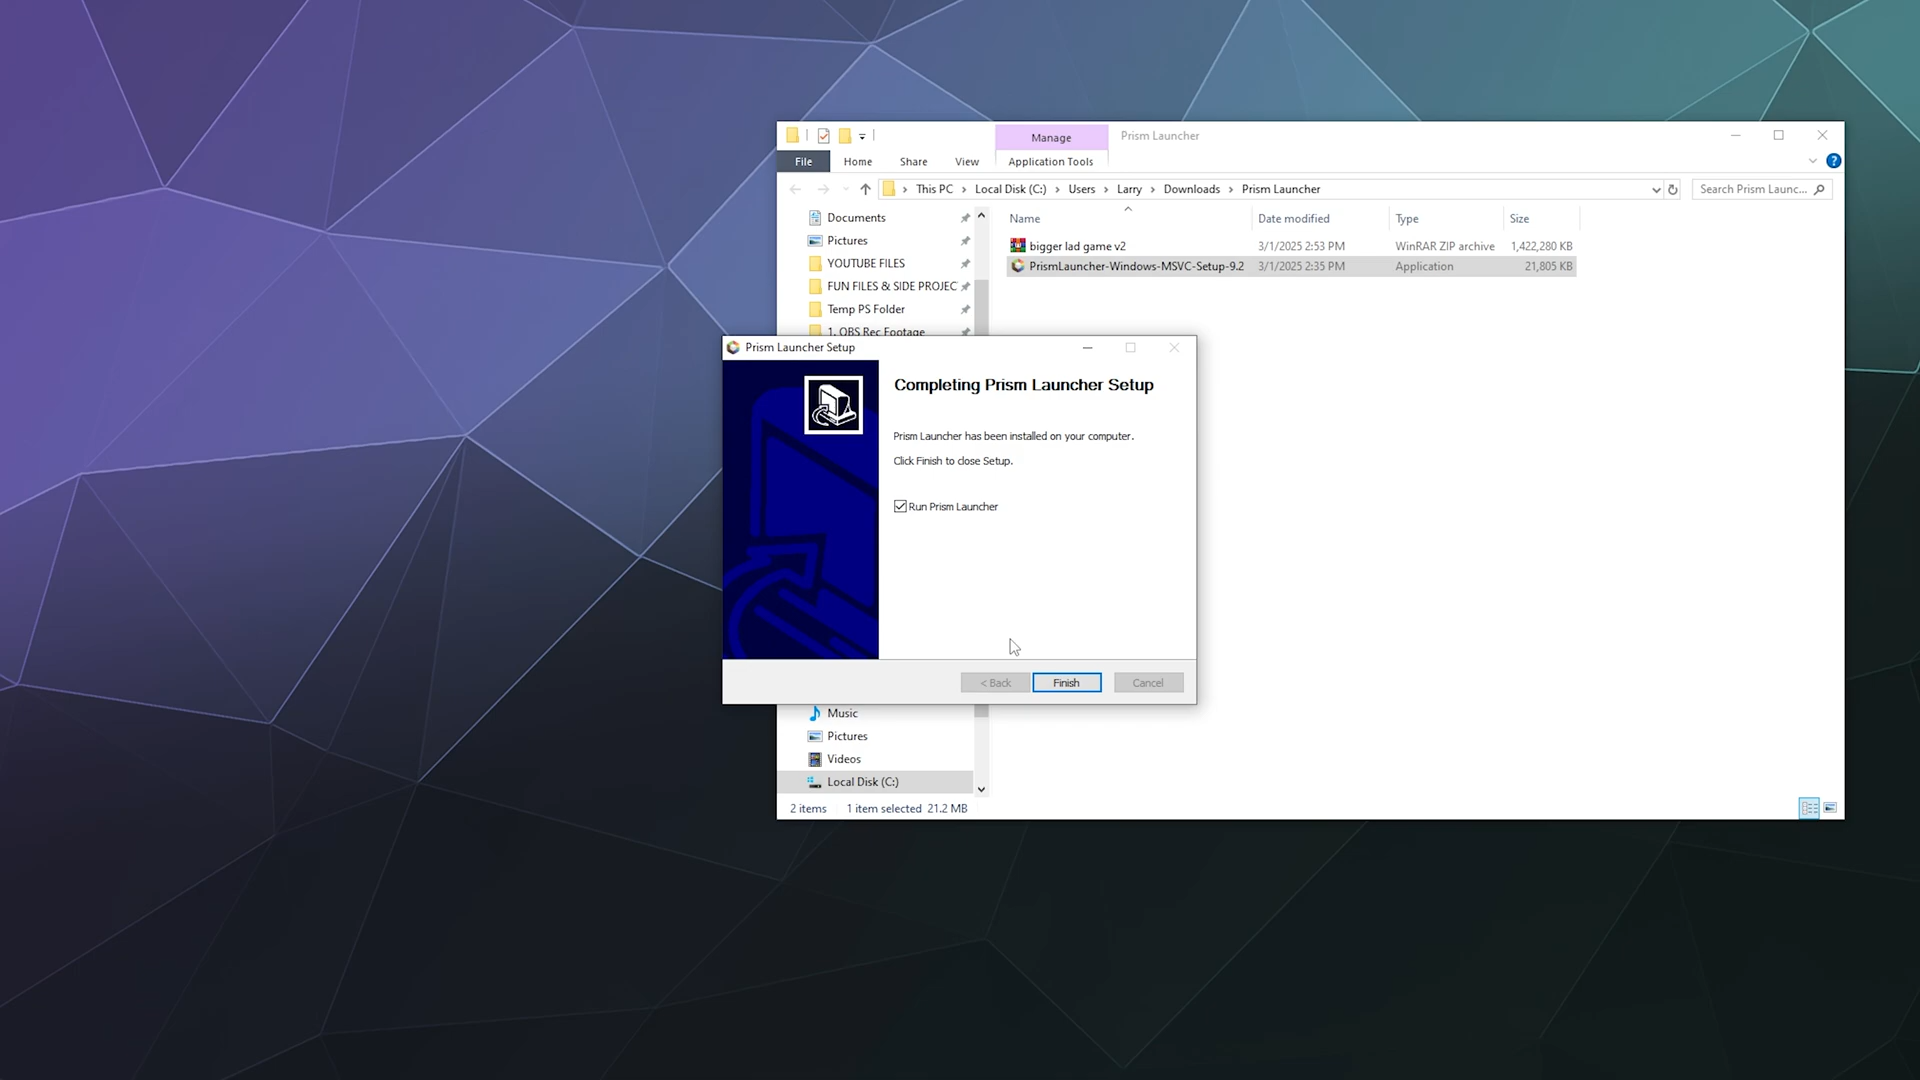 Manage
Prism Launcher
File
Home
Share
View
Application Tools
This PC
Local Disk (C:)
Users
Larry
Downloads
Prism Launcher
Search Prism Launc...
Documents
Pictures
YOUTUBE FILES
FUN FILES & SIDE PROJEC
Temp PS Folder
1. OBS Rec Footage
Name
Date modified
Type
Size
bigger lad game v2
3/1/2025 2:53 PM
WinRAR ZIP archive
1,422,280 KB
PrismLauncher-Windows-MSVC-Setup-9.2
3/1/2025 2:35 PM
Application
21,805 KB
Prism Launcher Setup
Completing Prism Launcher Setup
Prism Launcher has been installed on your computer.
Click Finish to close Setup.
Run Prism Launcher
< Back
Finish
Cancel
Music
Pictures
Videos
Local Disk (C:)
2 items
1 item selected 21.2 MB